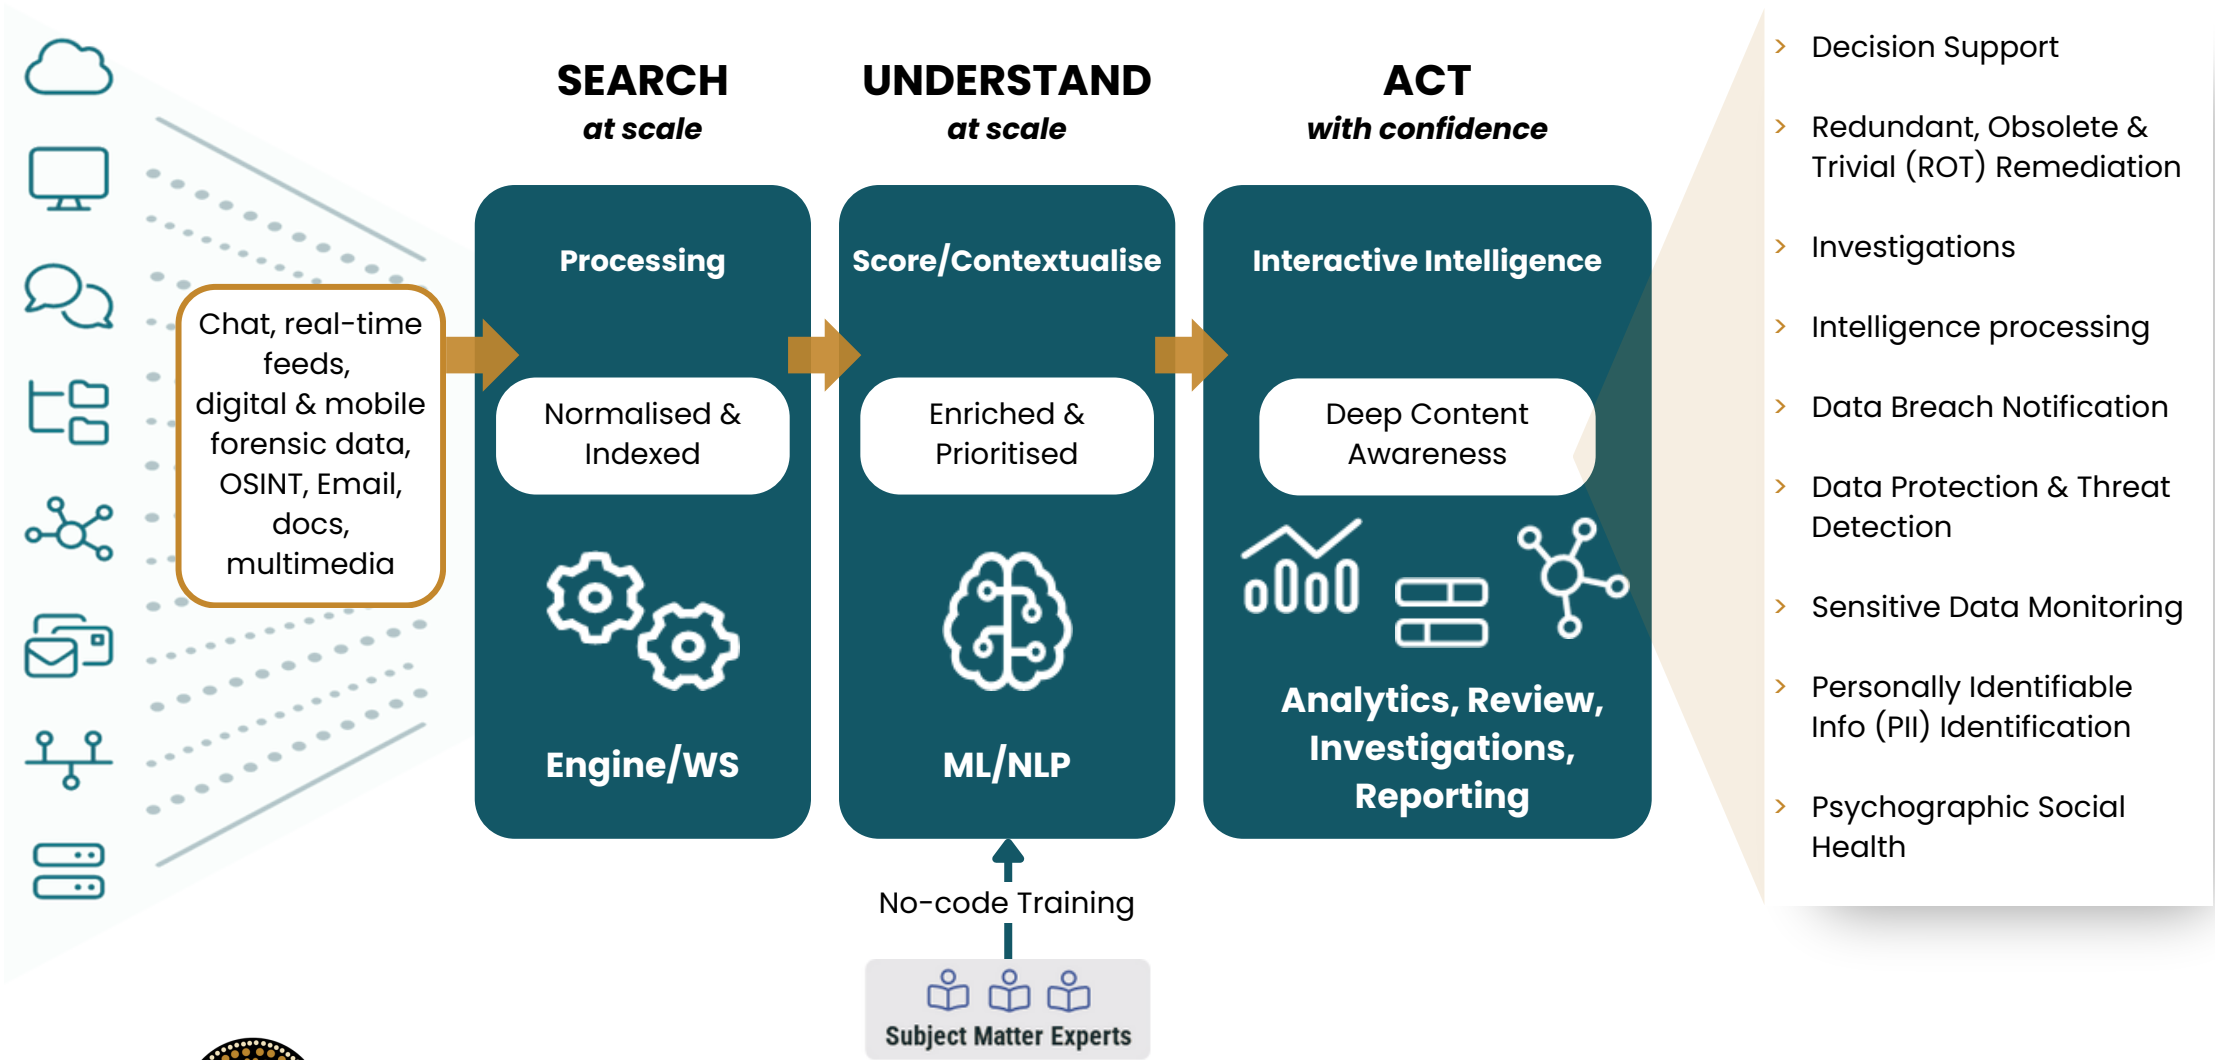 SEARCH
at scale
UNDERSTAND
at scale
ACT
with confidence
Chat, real-time
feeds,
digital & mobile
forensic data,
OSINT, Email,
docs,
multimedia
Processing
Normalised &
Indexed
Engine/WS
Score/Contextualise
Enriched &
Prioritised
ML/NLP
Interactive Intelligence
Deep Content
Awareness
Analytics, Review,
Investigations,
Reporting
No-code Training
Subject Matter Experts
> Decision Support
> Redundant, Obsolete &
Trivial (ROT) Remediation
> Investigations
> Intelligence processing
> Data Breach Notification
> Data Protection & Threat
Detection
> Sensitive Data Monitoring
> Personally Identifiable
Info (PII) Identification
> Psychographic Social
Health